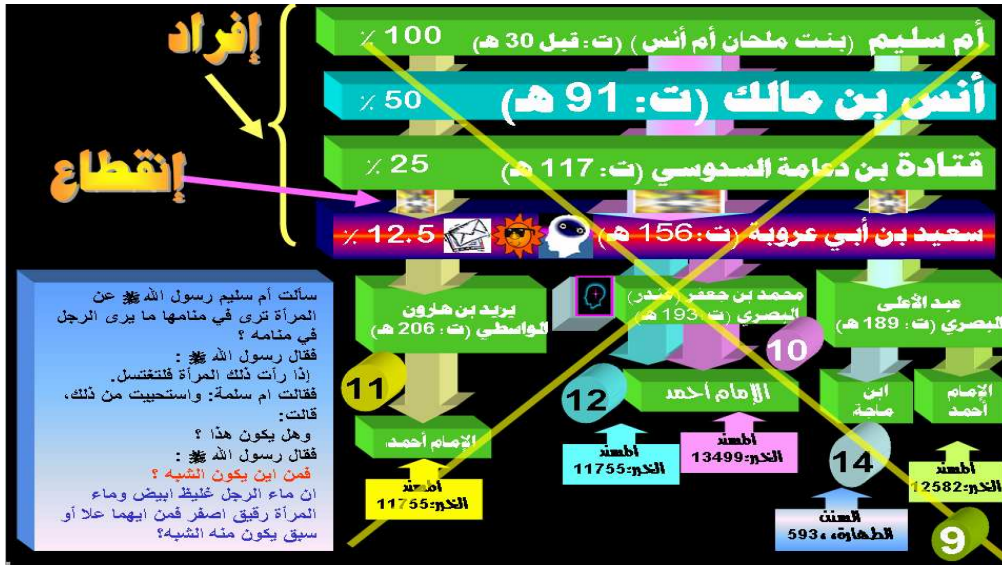 إفراد
إنقطاع
أم سليم (بنت ملحان أم أنس) (ت: قبل 30 هـ) 100 ٪
أنس بن مالك (ت: 91 هـ) 50 ٪
قتادة بن دعامة السدوسي (ت: 117 هـ) 25 ٪
سعيد بن أبي عروبة (ت: 156 هـ) 12.5 ٪
عبد الأعلى
البصري (ت: 189 هـ)
محمد بن جعفر (غندر)
البصري (ت: 193 هـ)
يريد بن هارون
الواسطي (ت: 206 هـ)
10
11
12
14
9
الإمام
أحمد
ابن
ماجة
الإمام أحمد
الإمام أحمد
المسند
الخبر:12582
السنن
الطهارة، 593،
المسند
الخبر:13499
المسند
الخبر:11755
المسند
الخبر:11755
سألت أم سليم رسول الله ﷺ عن
المرأة ترى في منامها ما يرى الرجل
في منامه ؟
فقال رسول الله ﷺ :
إذا رأت ذلك المرأة فلتغتسل.
فقالت ام سلمة: واستحييت من ذلك،
قالت:
وهل يكون هذا ؟
فقال رسول الله ﷺ :
فمن اين يكون الشبه ؟
ان ماء الرجل غليظ ابيض وماء
المرأة رقيق اصفر فمن ايهما علا أو
سبق يكون منه الشبه؟